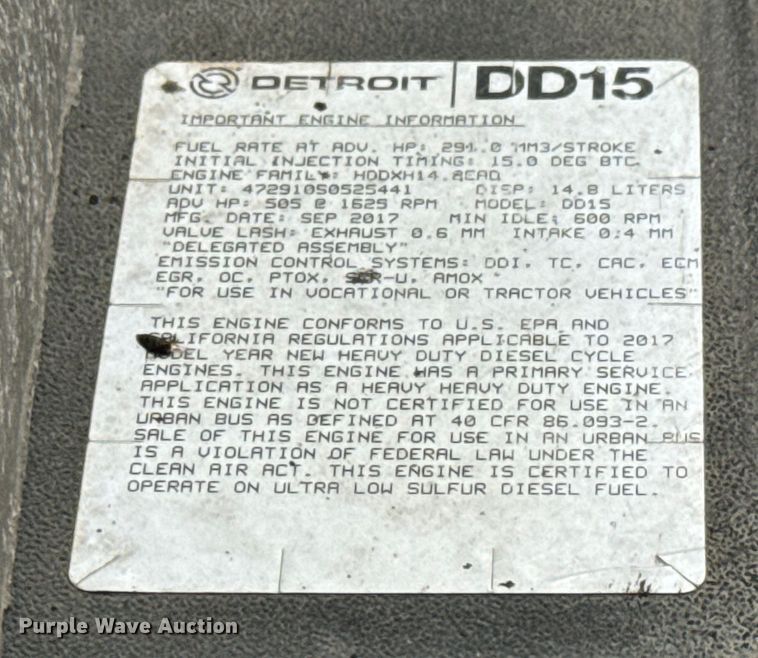 DETROIT DD15
IMPORTANT ENGINE INFORMATION
FUEL RATE AT ADV. HP: 291.0 MM3/STROKE
INITIAL INJECTION TIMING: 15.0 DEG BTC
ENGINE FAMILY: HDDXH14.8EAD
UNIT: 472910S0525441 DISP: 14.8 LITERS
ADV HP: 505 @ 1625 RPM MODEL: DD15
MFG. DATE: SEP 2017 MIN IDLE: 600 RPM
VALVE LASH: EXHAUST 0.6 MM INTAKE 0.4 MM
"DELEGATED ASSEMBLY"
EMISSION CONTROL SYSTEMS: DDI, TC, CAC, ECM
EGR, OC, PTOX, SCR-U, AMOX
"FOR USE IN VOCATIONAL OR TRACTOR VEHICLES"
THIS ENGINE CONFORMS TO U.S. EPA AND
CALIFORNIA REGULATIONS APPLICABLE TO 2017
MODEL YEAR NEW HEAVY DUTY DIESEL CYCLE
ENGINES. THIS ENGINE HAS A PRIMARY SERVICE
APPLICATION AS A HEAVY HEAVY DUTY ENGINE.
THIS ENGINE IS NOT CERTIFIED FOR USE IN AN
URBAN BUS AS DEFINED AT 40 CFR 86.093-2.
SALE OF THIS ENGINE FOR USE IN AN URBAN BUS
IS A VIOLATION OF FEDERAL LAW UNDER THE
CLEAN AIR ACT. THIS ENGINE IS CERTIFIED TO
OPERATE ON ULTRA LOW SULFUR DIESEL FUEL.
Purple Wave Auction